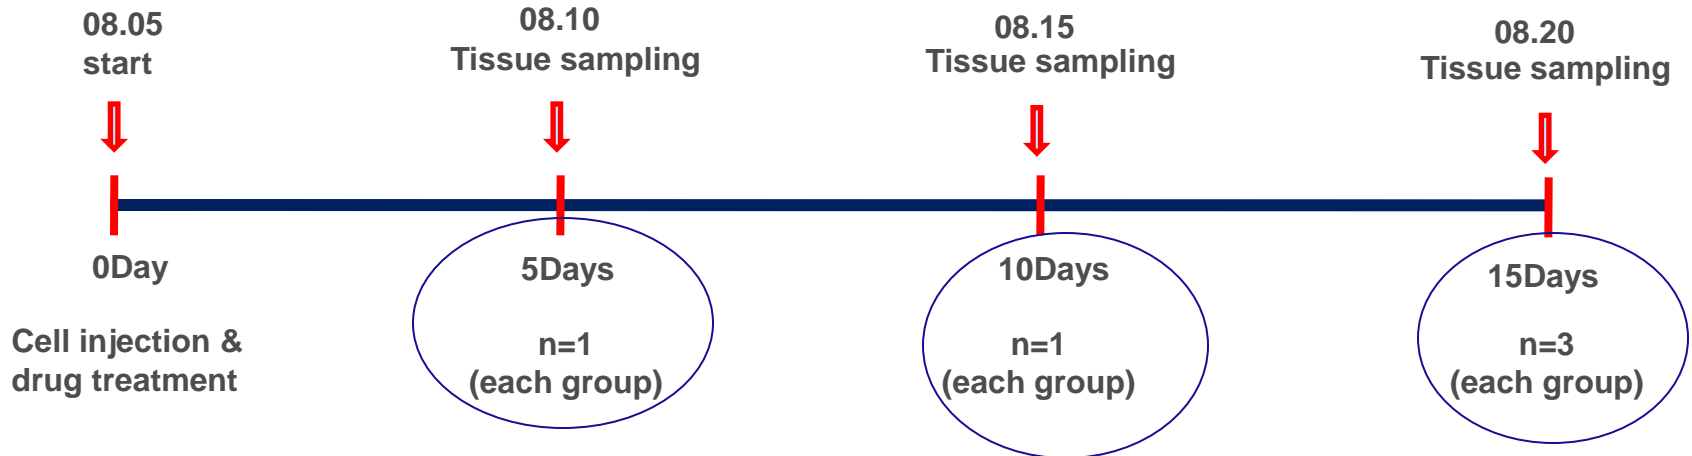 08.05
start
08.10
Tissue sampling
08.15
Tissue sampling
08.20
Tissue sampling
0Day
Cell injection &
drug treatment
5Days
n=1
(each group)
10Days
n=1
(each group)
15Days
n=3
(each group)